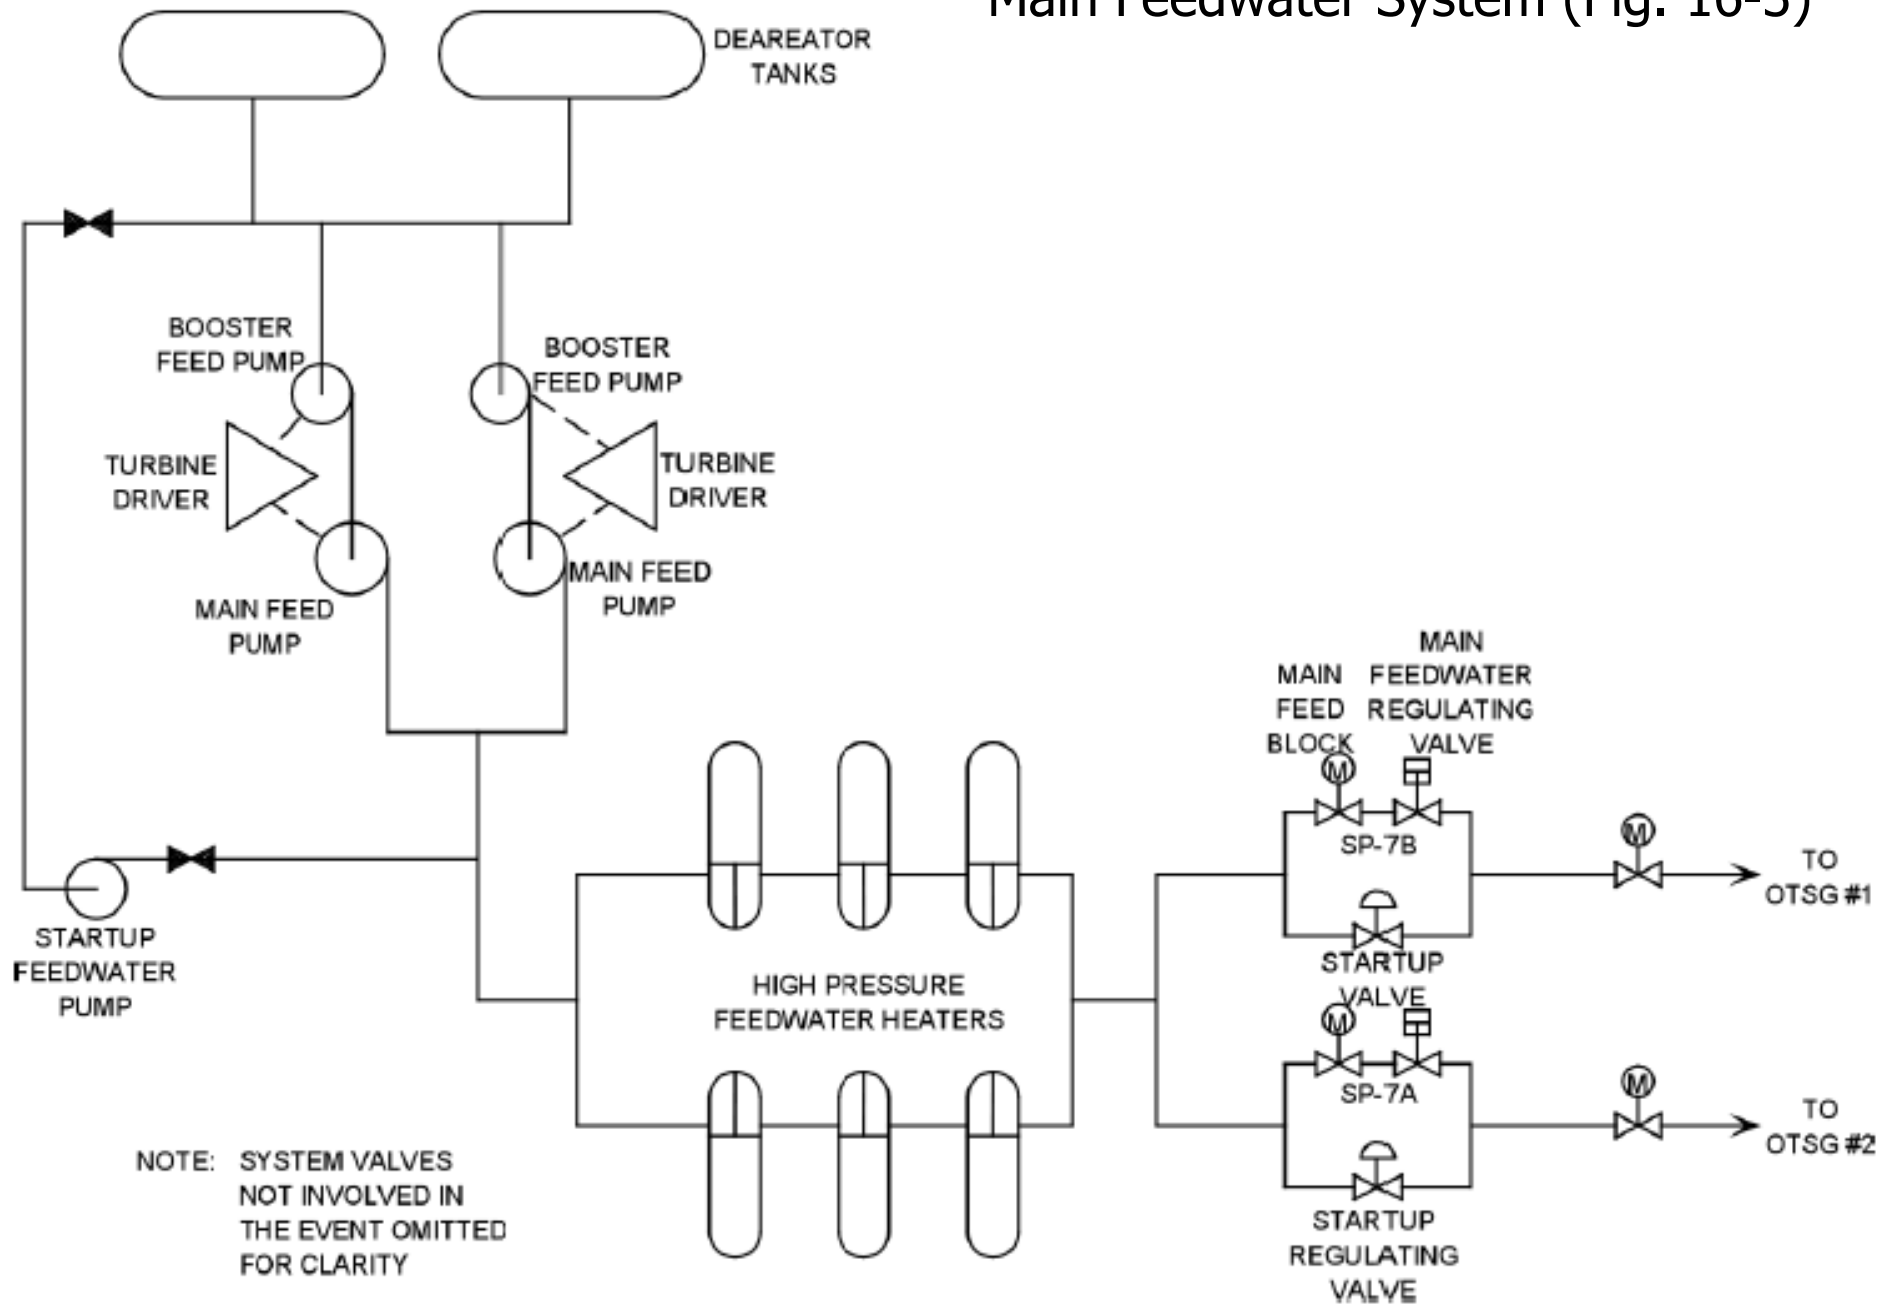 Main Feedwater System (Fig. 16-5)
DEAREATOR
TANKS
BOOSTER
FEED PUMP
BOOSTER
FEED PUMP
TURBINE
DRIVER
TURBINE
DRIVER
MAIN FEED
PUMP
MAIN FEED
PUMP
MAIN
FEED
BLOCK
MAIN
FEEDWATER
REGULATING
VALVE
M
SP-7B
M
TO
OTSG #1
STARTUP
FEEDWATER
PUMP
STARTUP
VALVE
HIGH PRESSURE
FEEDWATER HEATERS
M
SP-7A
M
TO
OTSG #2
STARTUP
REGULATING
VALVE
NOTE: SYSTEM VALVES
NOT INVOLVED IN
THE EVENT OMITTED
FOR CLARITY